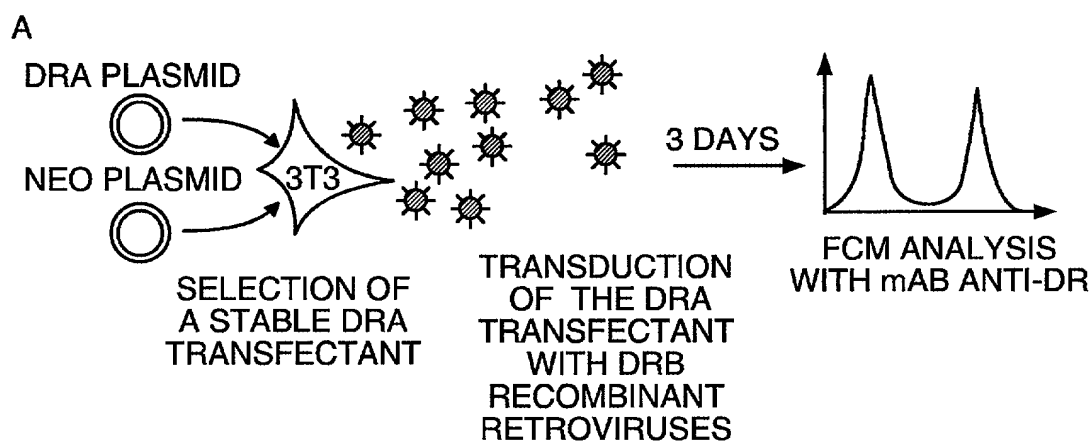 A
DRA PLASMID
NEO PLASMID
3T3
3 DAYS
SELECTION OF
A STABLE DRA
TRANSFECTANT
TRANSDUCTION
OF THE DRA
TRANSFECTANT
WITH DRB
RECOMBINANT
RETROVIRUSES
FCM ANALYSIS
WITH mAB ANTI-DR